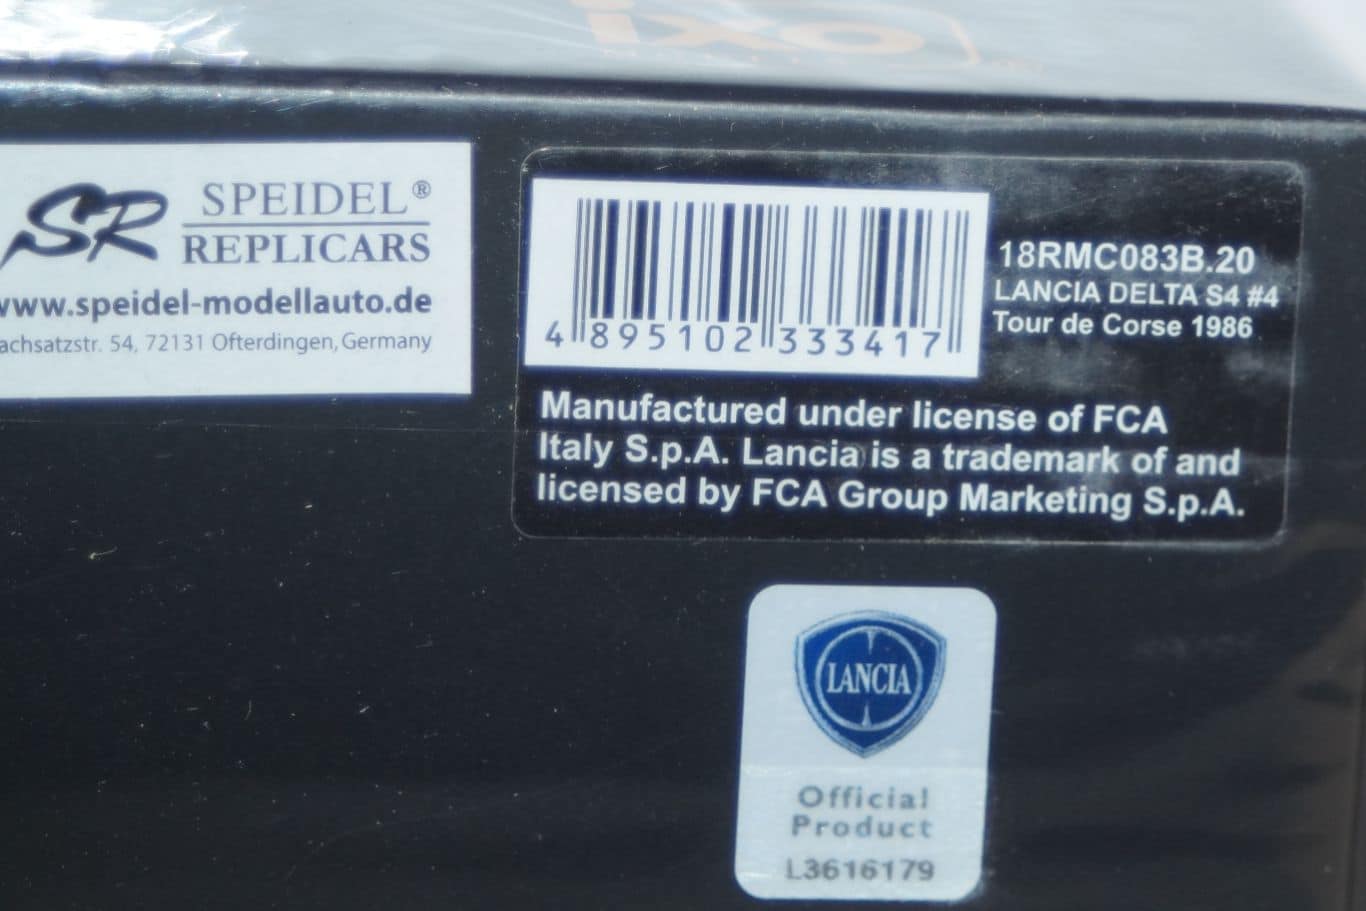 ixo
SR
SPEIDEL®
REPLICARS
www.speidel-modellauto.de
54, 72131 Ofterdingen, Germany
4 895102 333417
18RMC083B.20
LANCIA DELTA S4 #4
Tour de Corse 1986
Manufactured under license of FCA
Italy S.p.A. Lancia is a trademark of and
licensed by FCA Group Marketing S.p.A.
LANCIA
Official
Product
L3616179